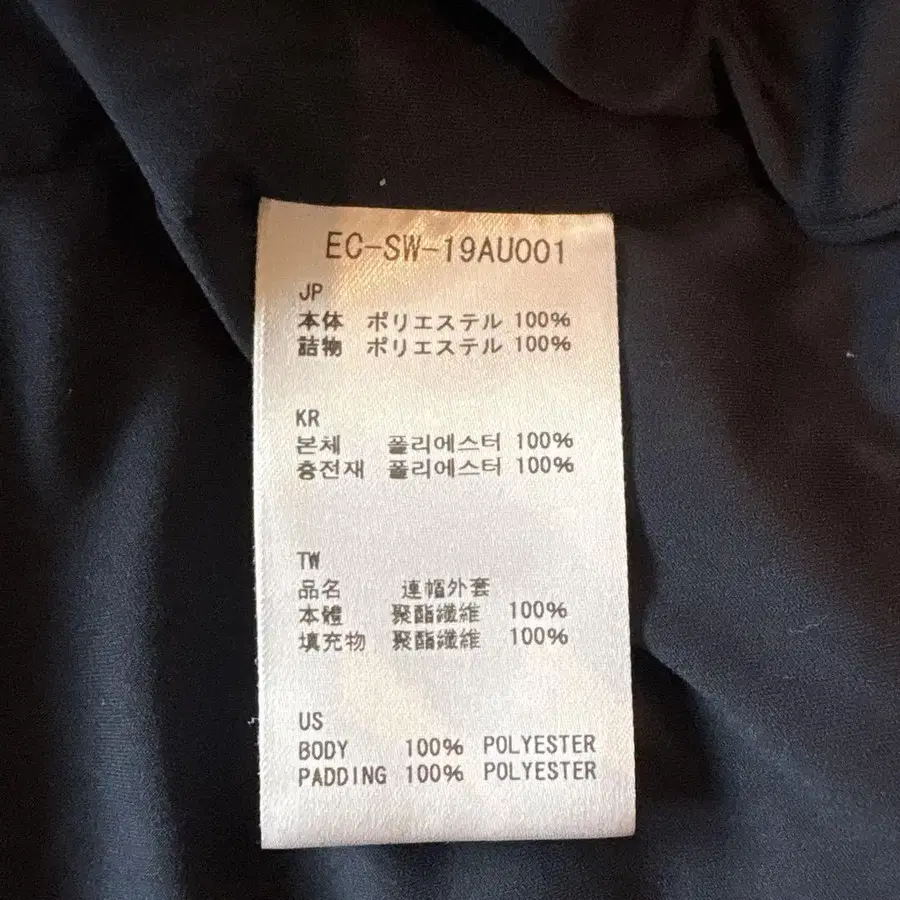 EC-SW-19AU001
JP
本体 ポリエステル 100%
詰物 ポリエステル 100%
KR
본체 폴리에스터 100%
충전재 폴리에스터 100%
TW
品名 連帽外套
本體 聚酯纖維 100%
填充物 聚酯纖維 100%
US
BODY 100% POLYESTER
PADDING 100% POLYESTER